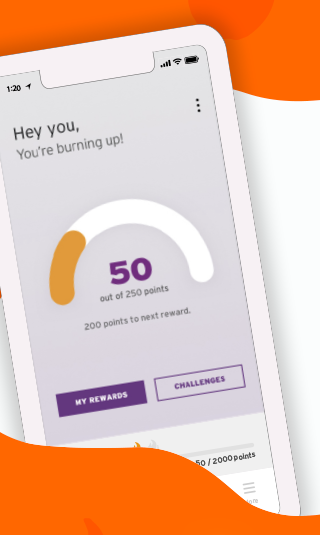 1:20
Hey you,
You're burning up!
50
out of 250 points
200 points to next reward.
MY REWARDS
CHALLENGES
50 / 2000 points